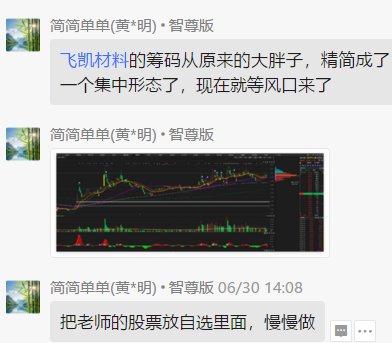 简简单单(黄*明) • 智尊版
飞凯材料的筹码从原来的大胖子，精简成了
一个集中形态了，现在就等风口来了
简简单单(黄*明) • 智尊版
简简单单(黄*明) • 智尊版 06/30 14:08
把老师的股票放自选里面，慢慢做